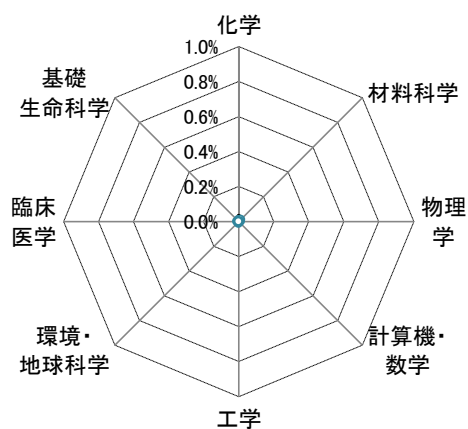 化学
1.0%
0.8%
0.6%
0.4%
0.2%
0.0%
材料科学
物理
学
計算機・
数学
工学
環境・
地球科学
臨床
医学
基礎
生命科学